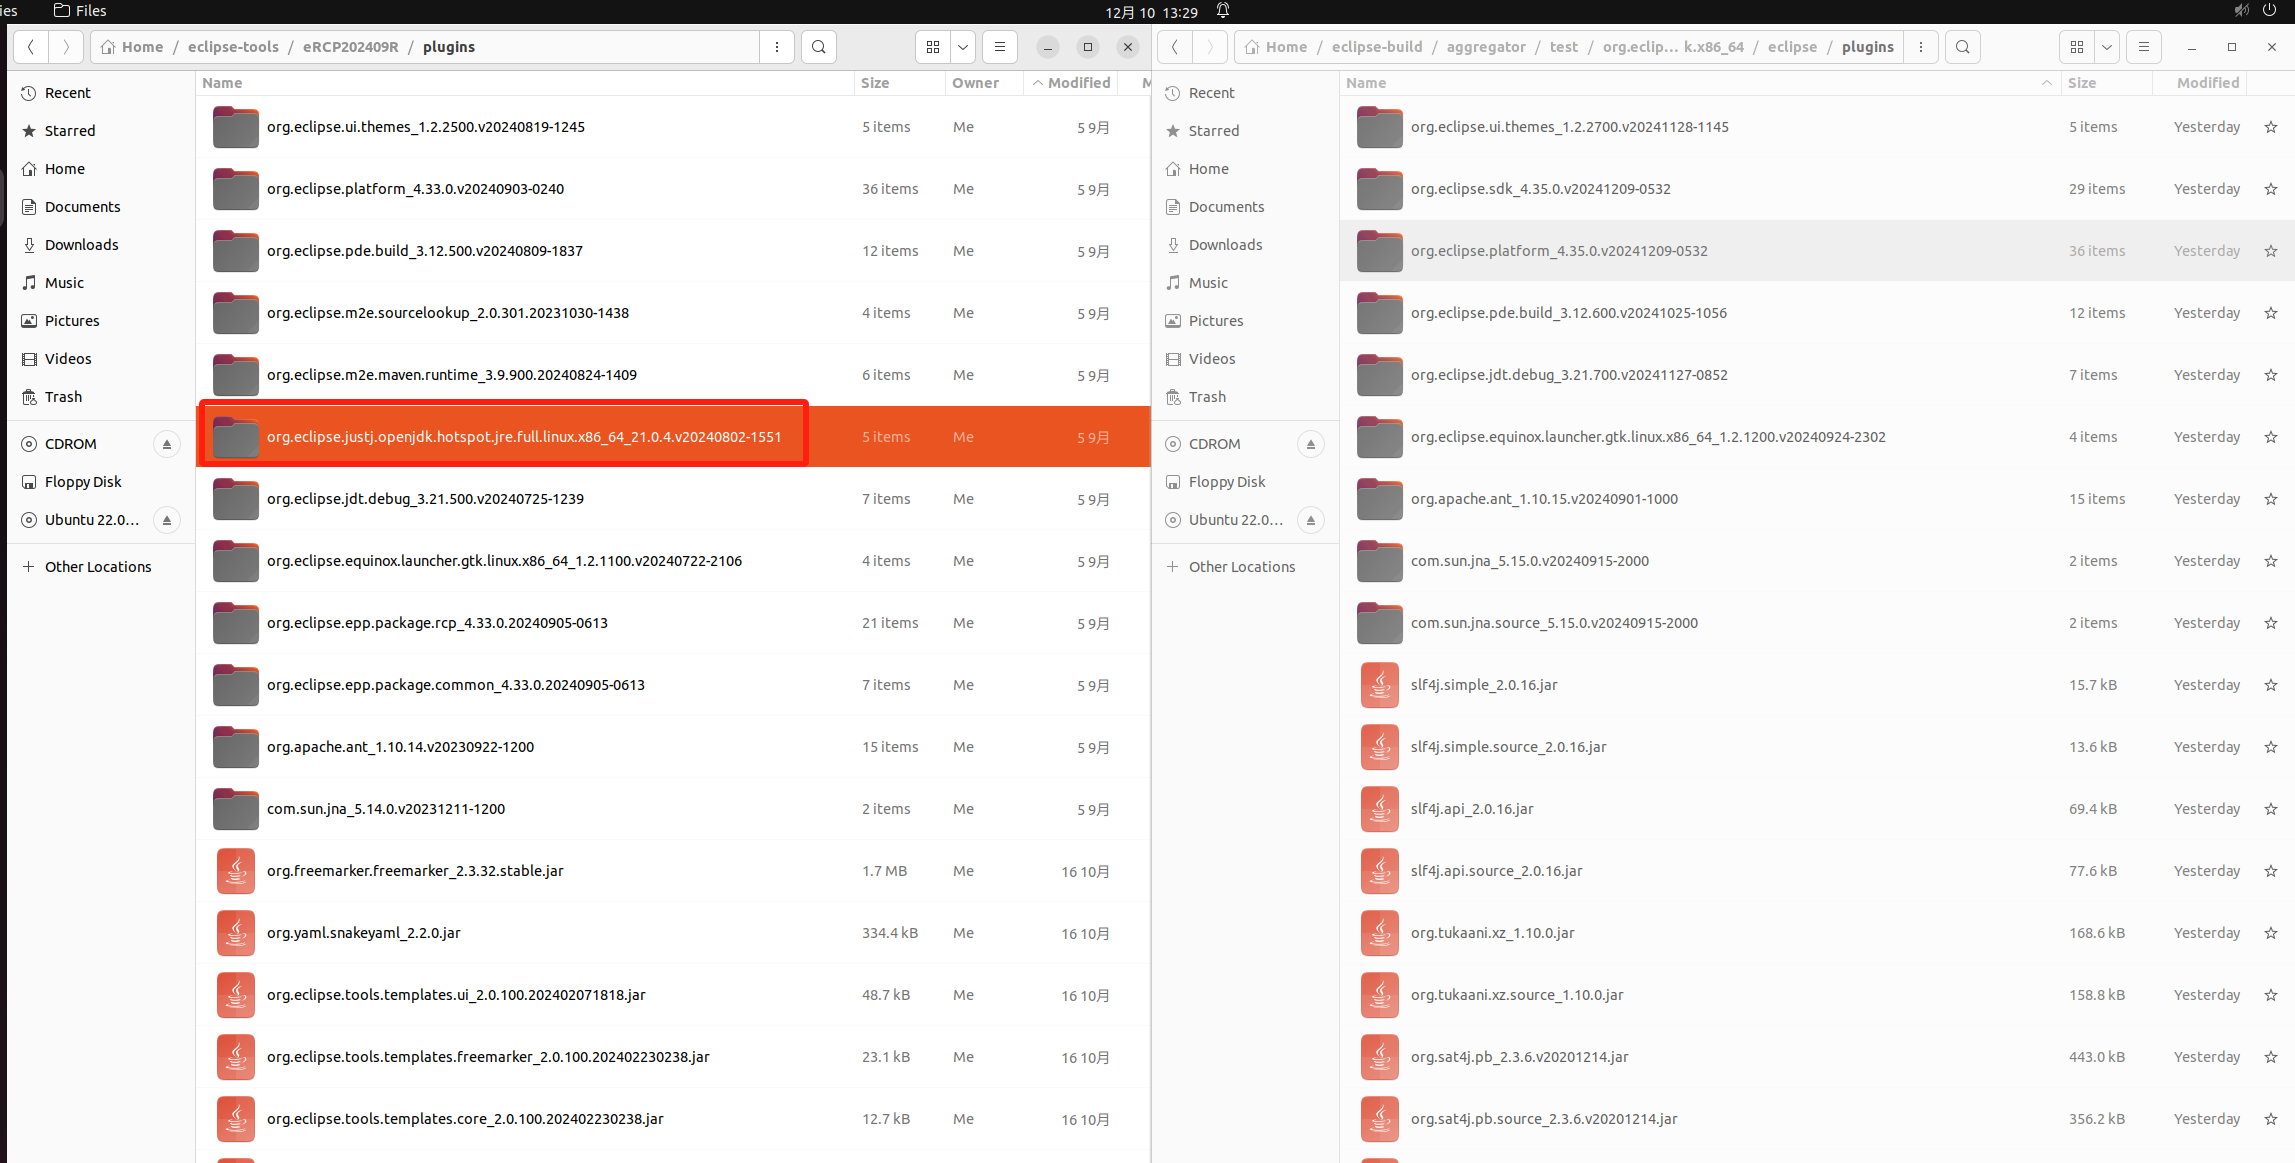 ies
Files
12月 10 13:29
Home / eclipse-tools / eRCP202409R / plugins
Name Size Owner Modified M
Recent
Starred
Home
Documents
Downloads
Music
Pictures
Videos
Trash
CDROM
Floppy Disk
Ubuntu 22.0…
Other Locations
org.eclipse.ui.themes_1.2.2500.v20240819-1245 5 items Me 5 9月
org.eclipse.platform_4.33.0.v20240903-0240 36 items Me 5 9月
org.eclipse.pde.build_3.12.500.v20240809-1837 12 items Me 5 9月
org.eclipse.m2e.sourcelookup_2.0.301.20231030-1438 4 items Me 5 9月
org.eclipse.m2e.maven.runtime_3.9.900.20240824-1409 6 items Me 5 9月
org.eclipse.justj.openjdk.hotspot.jre.full.linux.x86_64_21.0.4.v20240802-1551 5 items Me 5 9月
org.eclipse.jdt.debug_3.21.500.v20240725-1239 7 items Me 5 9月
org.eclipse.equinox.launcher.gtk.linux.x86_64_1.2.1100.v20240722-2106 4 items Me 5 9月
org.eclipse.epp.package.rcp_4.33.0.20240905-0613 21 items Me 5 9月
org.eclipse.epp.package.common_4.33.0.20240905-0613 7 items Me 5 9月
org.apache.ant_1.10.14.v20230922-1200 15 items Me 5 9月
com.sun.jna_5.14.0.v20231211-1200 2 items Me 5 9月
org.freemarker.freemarker_2.3.32.stable.jar 1.7 MB Me 16 10月
org.yaml.snakeyaml_2.2.0.jar 334.4 kB Me 16 10月
org.eclipse.tools.templates.ui_2.0.100.202402071818.jar 48.7 kB Me 16 10月
org.eclipse.tools.templates.freemarker_2.0.100.202402230238.jar 23.1 kB Me 16 10月
org.eclipse.tools.templates.core_2.0.100.202402230238.jar 12.7 kB Me 16 10月
Home / eclipse-build / aggregator / test / org.eclip… k.x86_64 / eclipse / plugins
Name Size Modified
Recent
Starred
Home
Documents
Downloads
Music
Pictures
Videos
Trash
CDROM
Floppy Disk
Ubuntu 22.0…
Other Locations
org.eclipse.ui.themes_1.2.2700.v20241128-1145 5 items Yesterday
org.eclipse.sdk_4.35.0.v20241209-0532 29 items Yesterday
org.eclipse.platform_4.35.0.v20241209-0532 36 items Yesterday
org.eclipse.pde.build_3.12.600.v20241025-1056 12 items Yesterday
org.eclipse.jdt.debug_3.21.700.v20241127-0852 7 items Yesterday
org.eclipse.equinox.launcher.gtk.linux.x86_64_1.2.1200.v20240924-2302 4 items Yesterday
org.apache.ant_1.10.15.v20240901-1000 15 items Yesterday
com.sun.jna_5.15.0.v20240915-2000 2 items Yesterday
com.sun.jna.source_5.15.0.v20240915-2000 2 items Yesterday
slf4j.simple_2.0.16.jar 15.7 kB Yesterday
slf4j.simple.source_2.0.16.jar 13.6 kB Yesterday
slf4j.api_2.0.16.jar 69.4 kB Yesterday
slf4j.api.source_2.0.16.jar 77.6 kB Yesterday
org.tukaani.xz_1.10.0.jar 168.6 kB Yesterday
org.tukaani.xz.source_1.10.0.jar 158.8 kB Yesterday
org.sat4j.pb_2.3.6.v20201214.jar 443.0 kB Yesterday
org.sat4j.pb.source_2.3.6.v20201214.jar 356.2 kB Yesterday